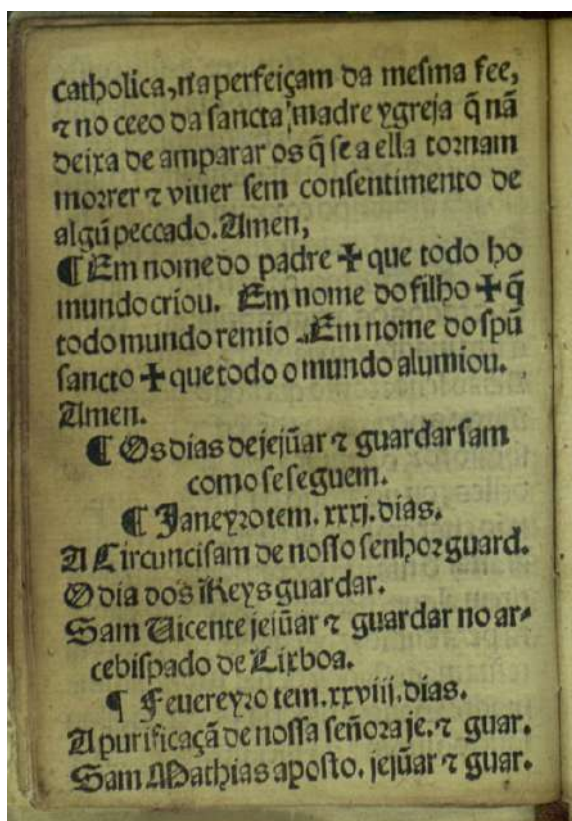 catholica, n'a perfeiçam da mesma fee,
⁊ no ceeo da sancta madre ygreja q̃ nã
deixa de amparar os q̃ se a ella tornam
morrer ⁊ viuer sem consentimento de
algũ peccado. Amen,
¶ Em nome do padre ✠ que todo ho
mundo criou. Em nome do filho ✠ q̃
todo mundo remio. Em nome do spũ
sancto ✠ que todo o mundo alumiou.
Amen.
¶ Os dias de jejũar ⁊ guardar sam
como se seguem.
¶ Janeyro tem. xxxj. dias.
A Circuncisam de nosso senhor guard.
O dia dos Reys guardar.
Sam Vicente jejũar ⁊ guardar no ar-
cebispado de Lixboa.
¶ Feuereyro tem. xxviij. dias.
A purificaçã de nossa señora je. ⁊ guar.
Sam Mathias aposto. jejũar ⁊ guar.